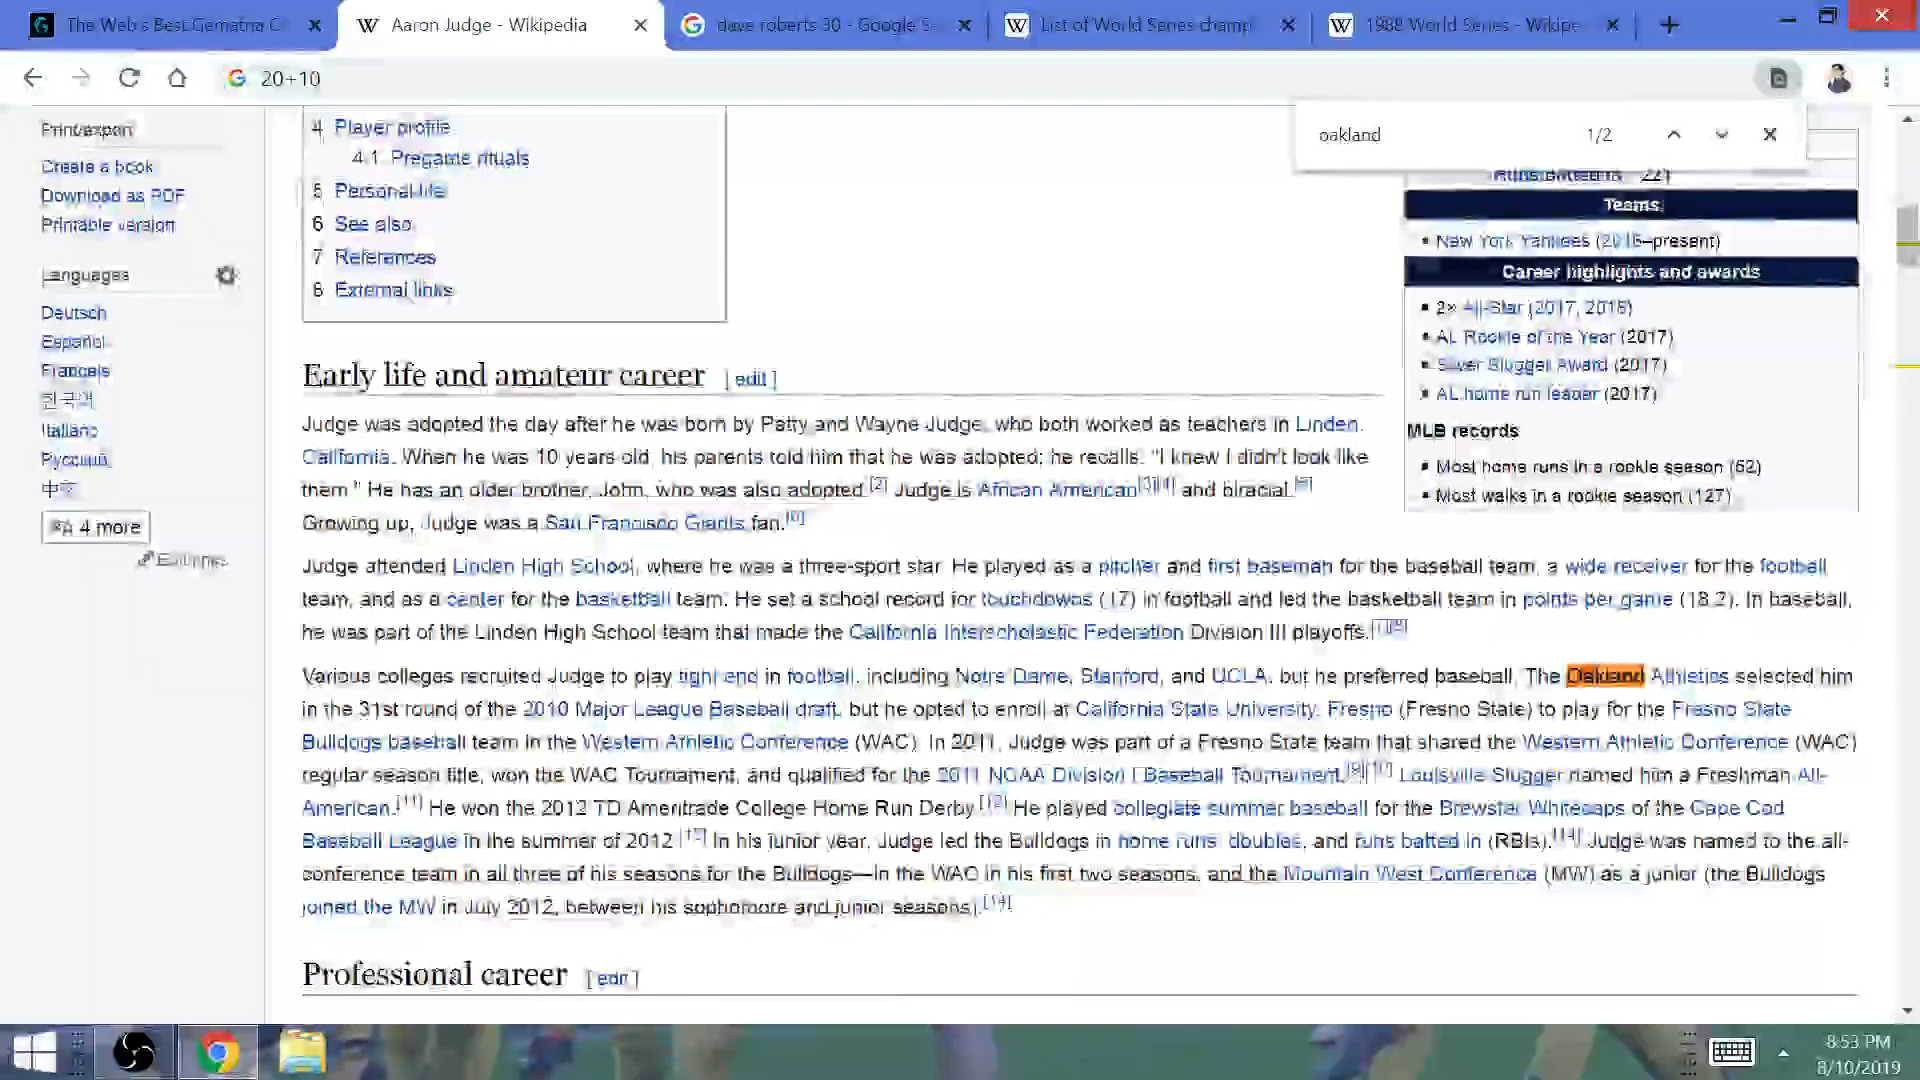 The Web's Best Gematria C
Aaron Judge - Wikipedia
dave roberts 30 - Google S
List of World Series champ
1988 World Series - Wikipe
20+10
oakland 1/2
Print/export
Create a book
Download as PDF
Printable version
Languages
Deutsch
Español
Français
한국어
Italiano
Русский
中文
4 more
Edit links
4 Player profile
4.1 Pregame rituals
5 Personal life
6 See also
7 References
8 External links
Runs batted in 221
Teams
New York Yankees (2016–present)
Career highlights and awards
2× All-Star (2017, 2018)
AL Rookie of the Year (2017)
Silver Slugger Award (2017)
AL home run leader (2017)
MLB records
Most home runs in a rookie season (52)
Most walks in a rookie season (127)
Early life and amateur career [ edit ]
Judge was adopted the day after he was born by Patty and Wayne Judge, who both worked as teachers in Linden,
California. When he was 10 years old, his parents told him that he was adopted; he recalls, "I knew I didn't look like
them." He has an older brother, John, who was also adopted.[2] Judge is African American[3][4] and biracial.[5]
Growing up, Judge was a San Francisco Giants fan.[6]
Judge attended Linden High School, where he was a three-sport star. He played as a pitcher and first baseman for the baseball team, a wide receiver for the football
team, and as a center for the basketball team. He set a school record for touchdowns (17) in football and led the basketball team in points per game (18.2). In baseball,
he was part of the Linden High School team that made the California Interscholastic Federation Division III playoffs.[7][8]
Various colleges recruited Judge to play tight end in football, including Notre Dame, Stanford, and UCLA, but he preferred baseball. The Oakland Athletics selected him
in the 31st round of the 2010 Major League Baseball draft, but he opted to enroll at California State University, Fresno (Fresno State) to play for the Fresno State
Bulldogs baseball team in the Western Athletic Conference (WAC). In 2011, Judge was part of a Fresno State team that shared the Western Athletic Conference (WAC)
regular season title, won the WAC Tournament, and qualified for the 2011 NCAA Division I Baseball Tournament.[9][10] Louisville Slugger named him a Freshman All-
American.[11] He won the 2012 TD Ameritrade College Home Run Derby.[12] He played collegiate summer baseball for the Brewster Whitecaps of the Cape Cod
Baseball League in the summer of 2012.[13] In his junior year, Judge led the Bulldogs in home runs, doubles, and runs batted in (RBIs).[14] Judge was named to the all-
conference team in all three of his seasons for the Bulldogs—in the WAC in his first two seasons, and the Mountain West Conference (MW) as a junior (the Bulldogs
joined the MW in July 2012, between his sophomore and junior seasons).[14]
Professional career [ edit ]
8:53 PM
8/10/2019